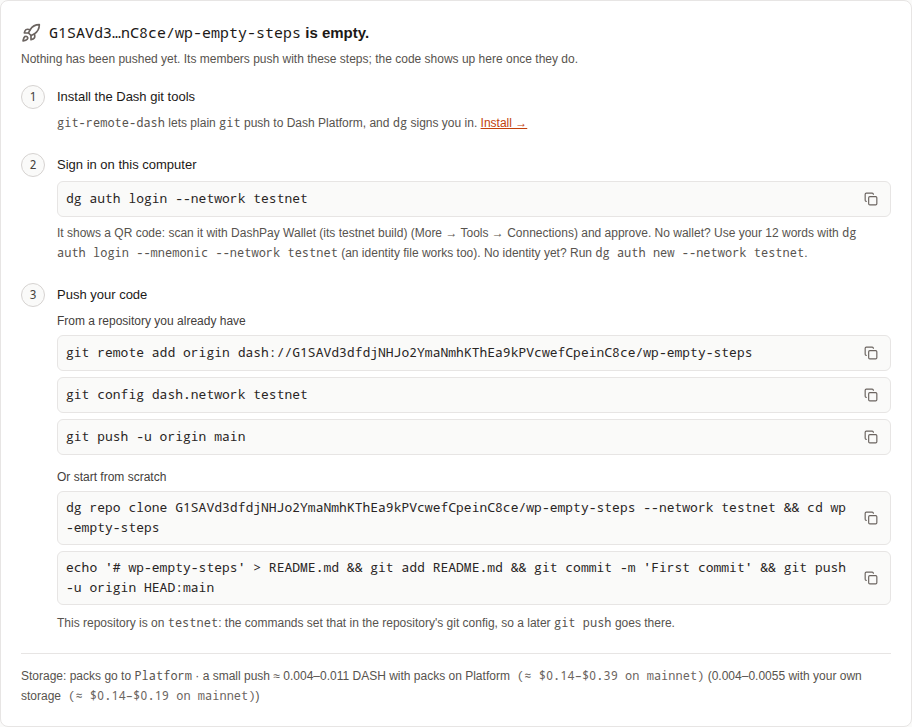 G1SAVd3…nC8ce/wp-empty-steps is empty.
Nothing has been pushed yet. Its members push with these steps; the code shows up here once they do.
1 Install the Dash git tools
git-remote-dash lets plain git push to Dash Platform, and dg signs you in. Install →
2 Sign in on this computer
dg auth login --network testnet
It shows a QR code: scan it with DashPay Wallet (its testnet build) (More → Tools → Connections) and approve. No wallet? Use your 12 words with dg
auth login --mnemonic --network testnet (an identity file works too). No identity yet? Run dg auth new --network testnet.
3 Push your code
From a repository you already have
git remote add origin dash://G1SAVd3dfdjNHJo2YmaNmhKThEa9kPVcwefCpeinC8ce/wp-empty-steps
git config dash.network testnet
git push -u origin main
Or start from scratch
dg repo clone G1SAVd3dfdjNHJo2YmaNmhKThEa9kPVcwefCpeinC8ce/wp-empty-steps --network testnet && cd wp
-empty-steps
echo '# wp-empty-steps' > README.md && git add README.md && git commit -m 'First commit' && git push
-u origin HEAD:main
This repository is on testnet: the commands set that in the repository's git config, so a later git push goes there.
Storage: packs go to Platform · a small push ≈ 0.004–0.011 DASH with packs on Platform (≈ $0.14–$0.39 on mainnet) (0.004–0.0055 with your own
storage (≈ $0.14–$0.19 on mainnet))